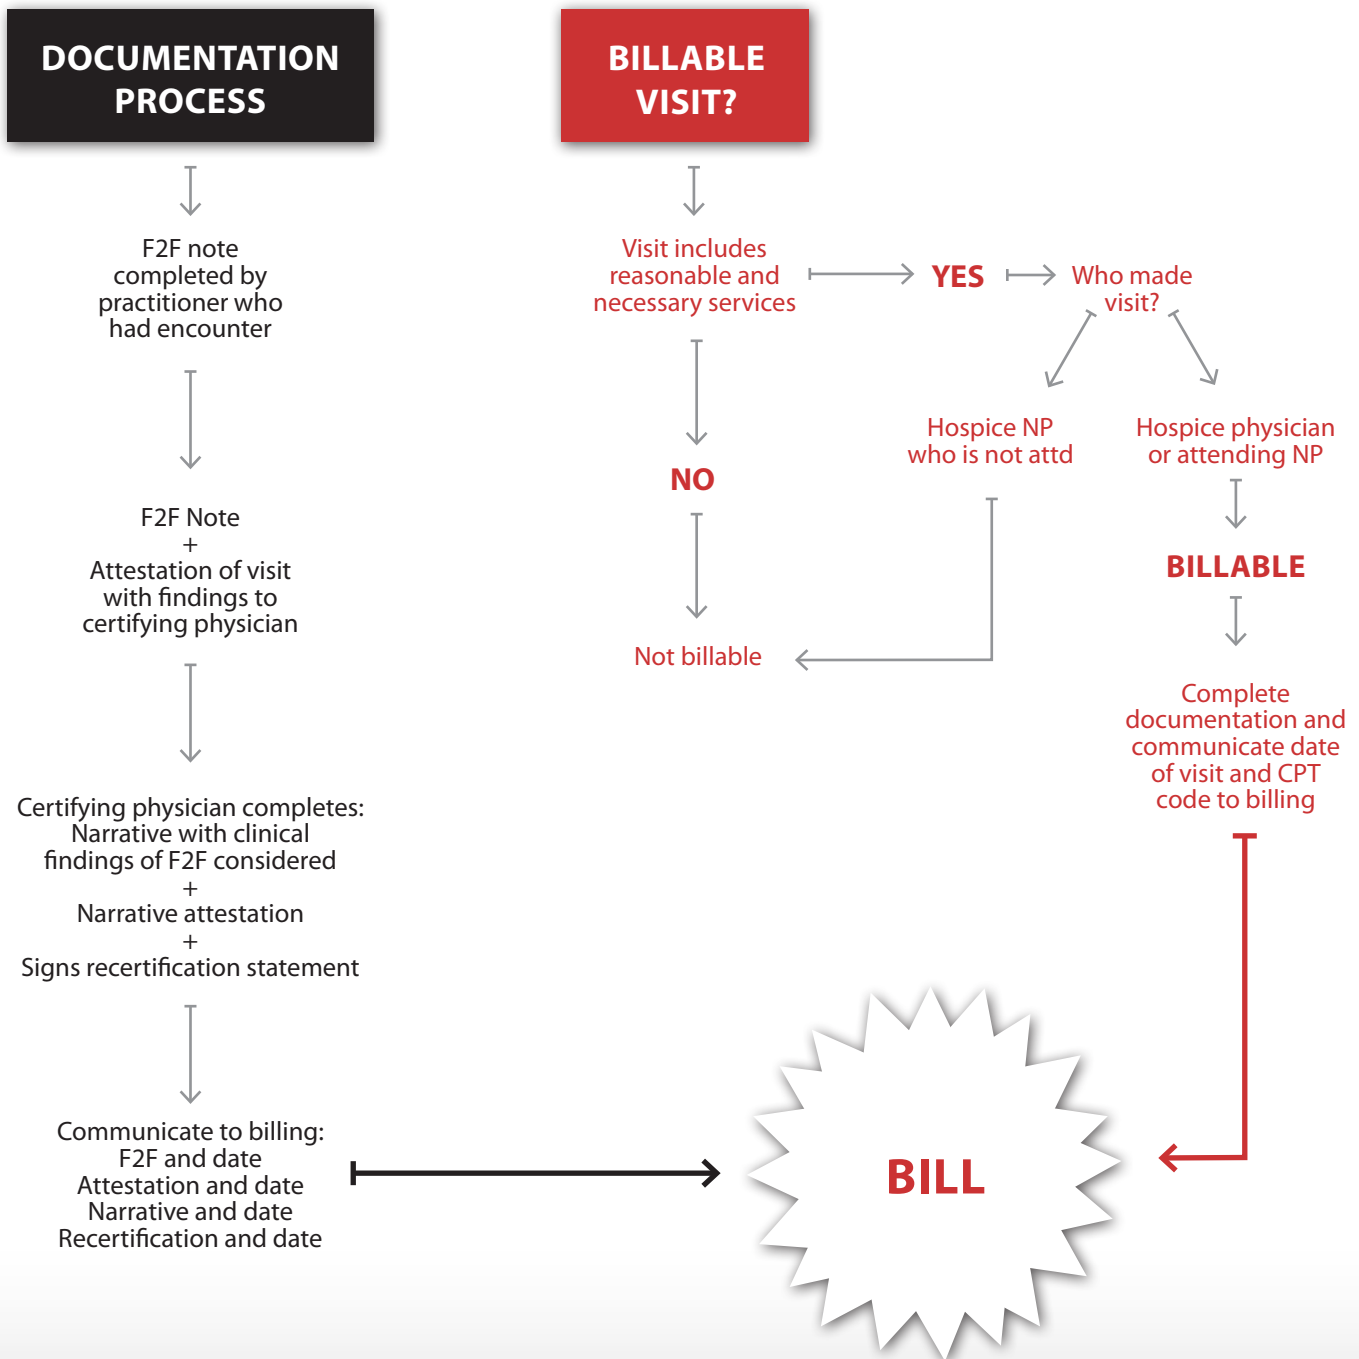 DOCUMENTATION
PROCESS
F2F note
completed by
practitioner who
had encounter
F2F Note
+
Attestation of visit
with findings to
certifying physician
Certifying physician completes:
Narrative with clinical
findings of F2F considered
+
Narrative attestation
+
Signs recertification statement
Communicate to billing:
F2F and date
Attestation and date
Narrative and date
Recertification and date
BILLABLE
VISIT?
Visit includes
reasonable and
necessary services
NO
Not billable
YES
Who made
visit?
Hospice NP
who is not attd
Hospice physician
or attending NP
BILLABLE
Complete
documentation and
communicate date
of visit and CPT
code to billing
BILL